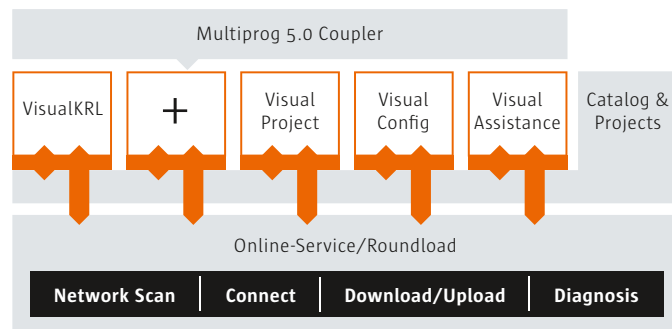 Multiprog 5.0 Coupler
VisualKRL
+
Visual
Project
Visual
Config
Visual
Assistance
Catalog &
Projects
Online-Service/Roundload
Network Scan
Connect
Download/Upload
Diagnosis